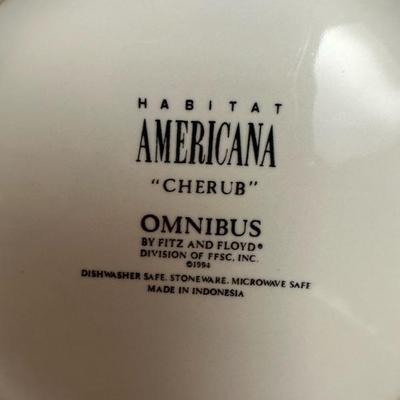 HABITAT
AMERICANA
"CHERUB"
OMNIBUS
BY FITZ AND FLOYD®
DIVISION OF FFSC, INC.
©1994
DISHWASHER SAFE. STONEWARE. MICROWAVE SAFE
MADE IN INDONESIA